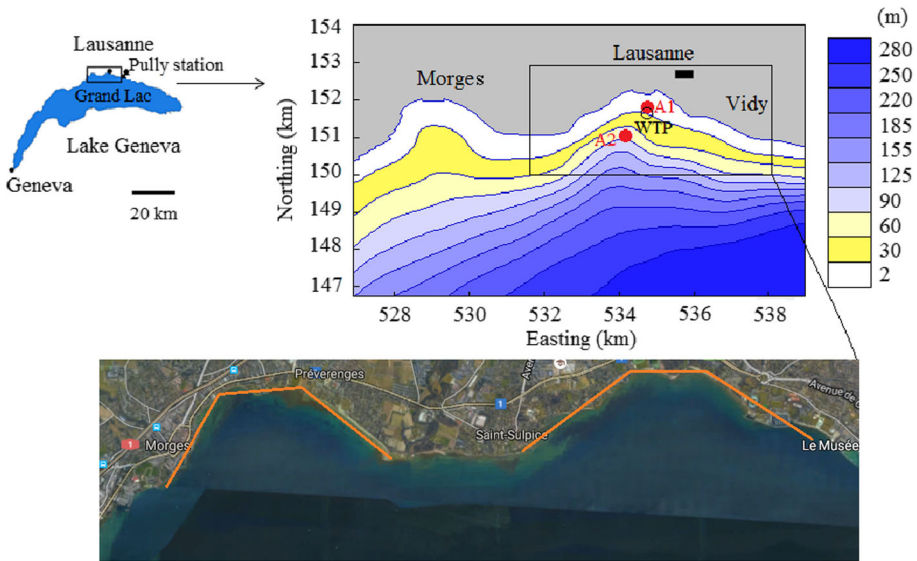 Lausanne
Pully station
Grand Lac
Lake Geneva
Geneva
20 km
(m)
Northing (km)
153
152
151
150
149
148
147
Lausanne
Morges
Vidy
A1
WTP
A2
528
530
532
534
536
538
Easting (km)
280
250
220
185
155
125
90
60
30
2
Préverenges
1
Morges
1
Saint-Sulpice
Le Musée